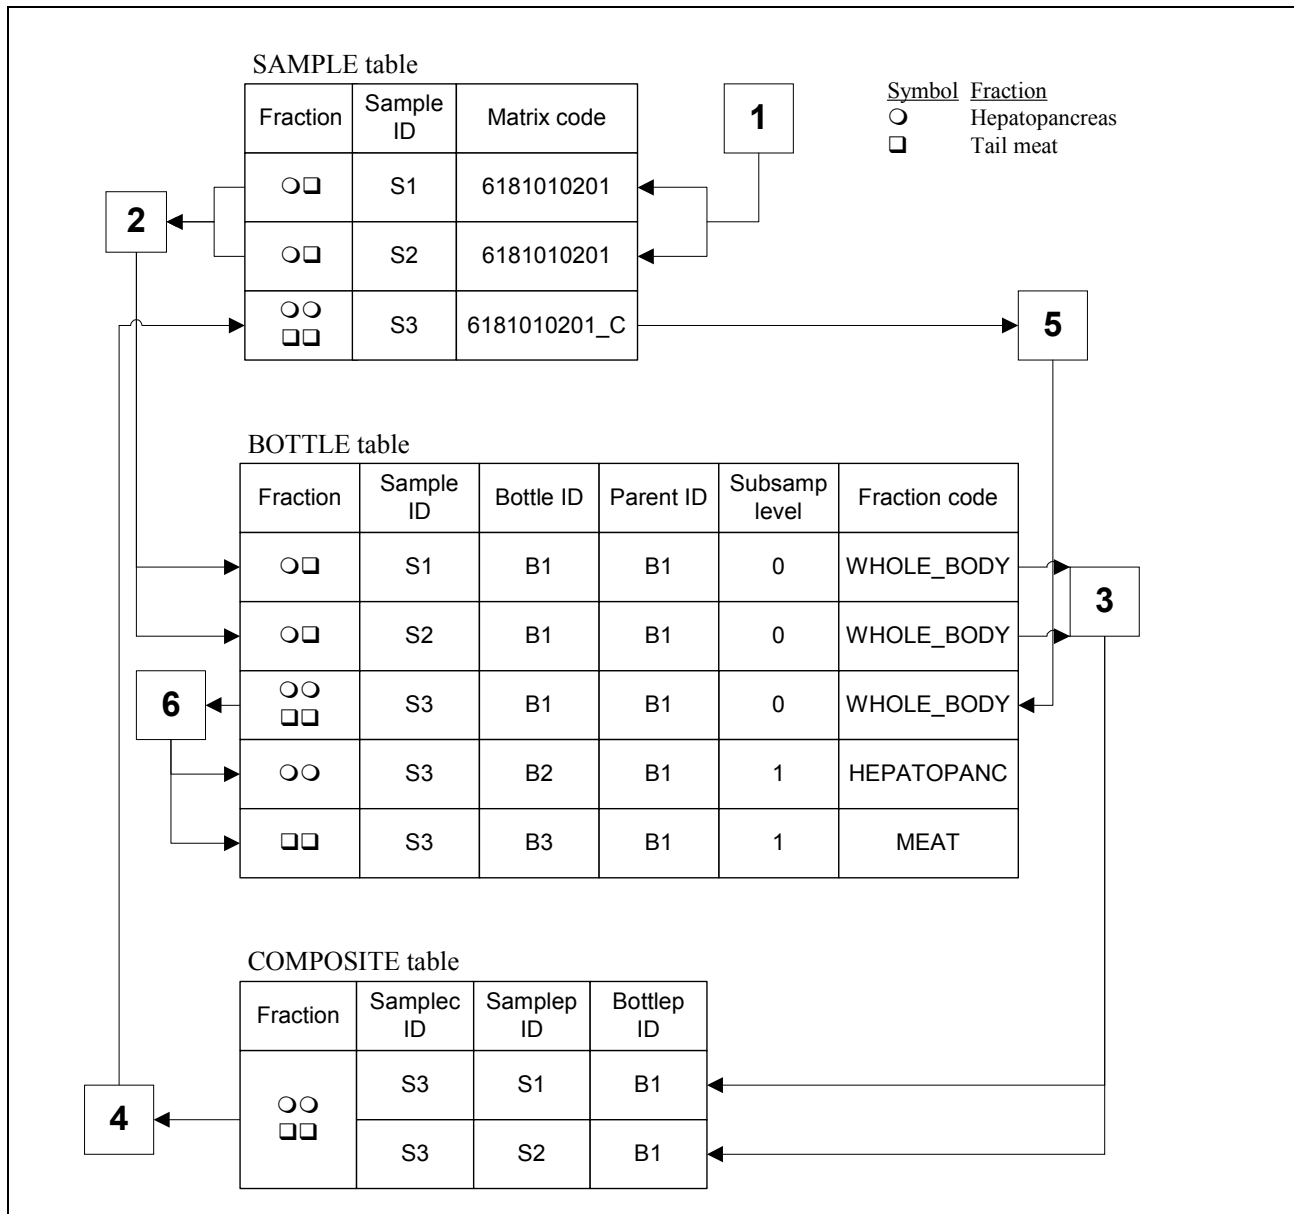 SAMPLE table
Fraction Sample ID Matrix code
S1 6181010201
S2 6181010201
S3 6181010201_C
1
Symbol Fraction
Hepatopancreas
Tail meat
2
5
BOTTLE table
Fraction Sample ID Bottle ID Parent ID Subsamp level Fraction code
S1 B1 B1 0 WHOLE_BODY
S2 B1 B1 0 WHOLE_BODY
S3 B1 B1 0 WHOLE_BODY
S3 B2 B1 1 HEPATOPANC
S3 B3 B1 1 MEAT
3
6
COMPOSITE table
Fraction Samplec ID Samplep ID Bottlep ID
S3 S1 B1
S3 S2 B1
4